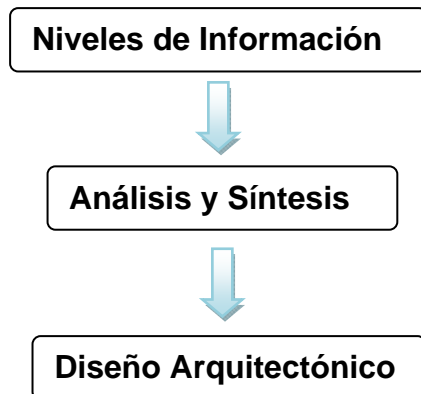 Niveles de Información
Análisis y Síntesis
Diseño Arquitectónico